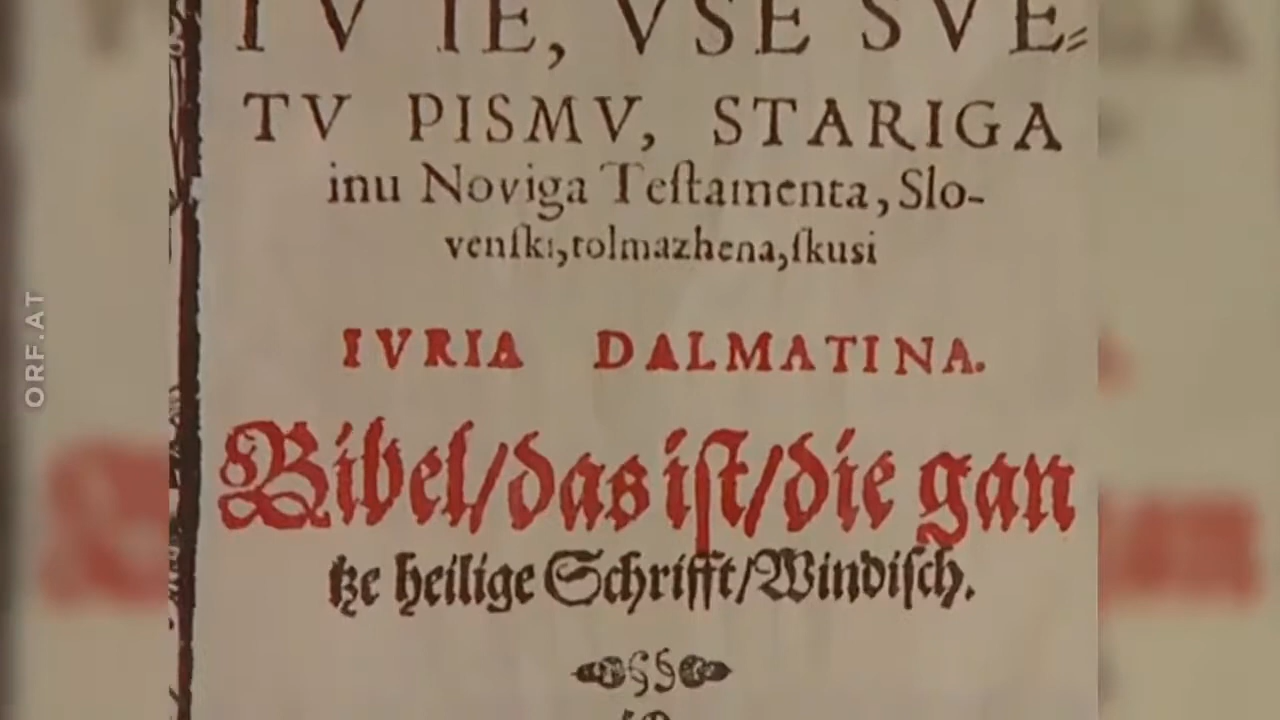 TV IE, VSE SVE⸗
TV PISMV, STARIGA
inu Noviga Teſtamenta, Slo-
venſki, tolmazhena, ſkusi
IVRIA DALMATINA.
Bibel/das iſt/die gan
tze heilige Schrifft/Windiſch.
ORF.AT